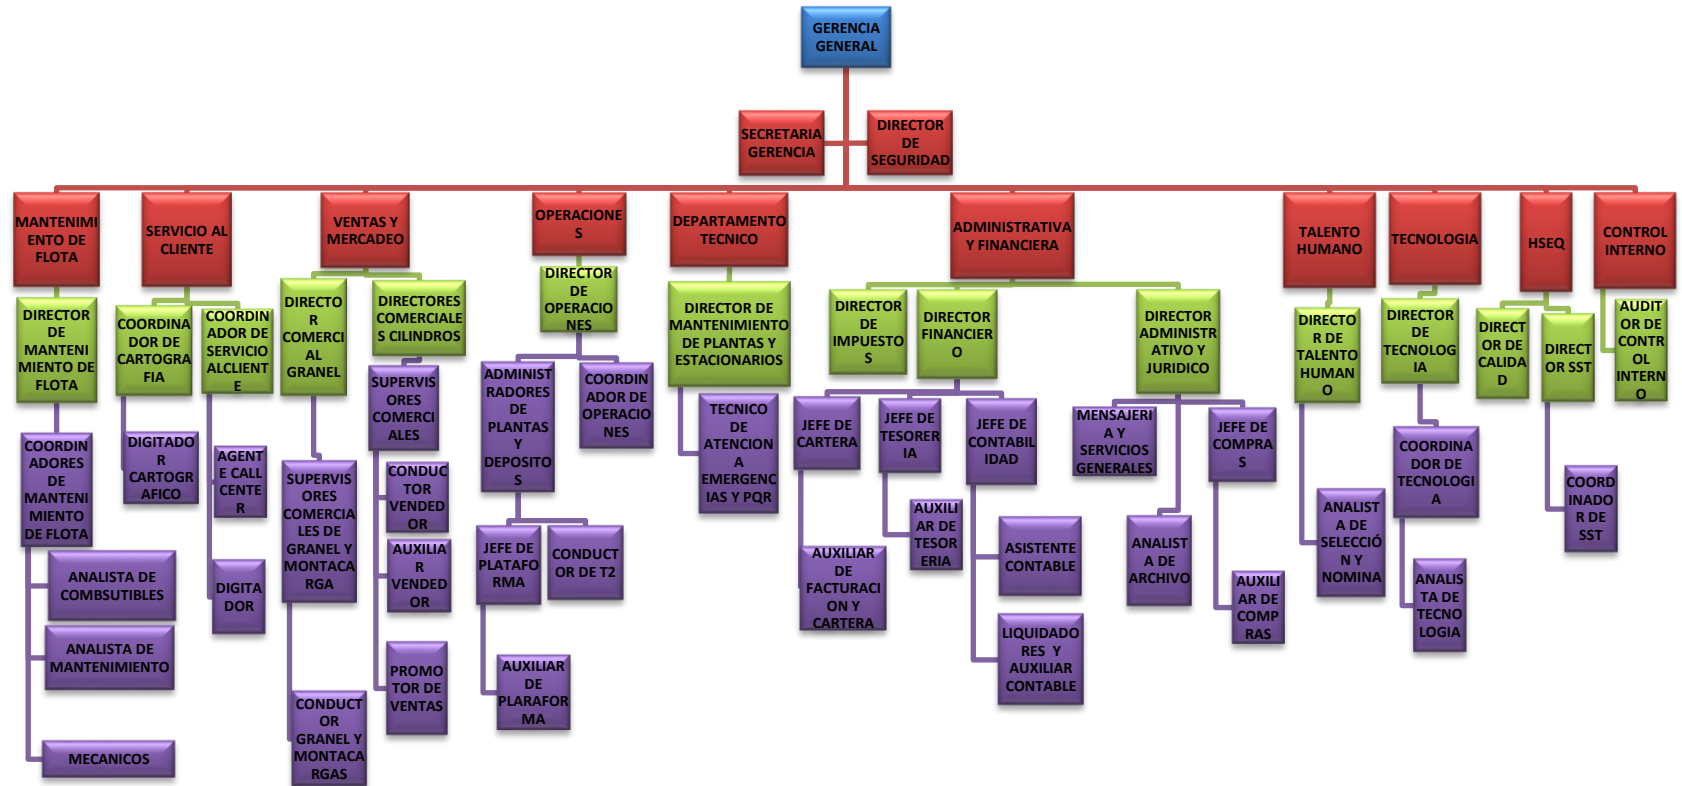 GERENCIA
GENERAL
SECRETARIA
GERENCIA
DIRECTOR
DE
SEGURIDAD
MANTENIMI
ENTO DE
FLOTA
SERVICIO AL
CLIENTE
VENTAS Y
MERCADEO
OPERACIONE
S
DEPARTAMENTO
TECNICO
ADMINISTRATIVA
Y FINANCIERA
TALENTO
HUMANO
TECNOLOGIA
HSEQ
CONTROL
INTERNO
DIRECTOR
DE
MANTENI
MIENTO DE
FLOTA
COORDINA
DOR DE
CARTOGRA
FIA
COORDIN
ADOR DE
SERVICIO
ALCLIENT
E
DIRECTO
R
COMERCI
AL
GRANEL
DIRECTORES
COMERCIALE
S CILINDROS
DIRECTOR
DE
OPERACIO
NES
DIRECTOR DE
MANTENIMIENTO
DE PLANTAS Y
ESTACIONARIOS
DIRECTOR
DE
IMPUESTO
S
DIRECTOR
FINANCIER
O
DIRECTOR
ADMINISTR
ATIVO Y
JURIDICO
DIRECTO
R DE
TALENTO
HUMAN
O
DIRECTOR
DE
TECNOLOG
IA
DIRECT
OR DE
CALIDA
D
DIRECT
OR SST
AUDIT
OR DE
CONTR
OL
INTERN
O
COORDIN
ADORES
DE
MANTENI
MIENTO
DE FLOTA
DIGITADO
R
CARTOGR
AFICO
AGENT
E CALL
CENTE
R
SUPERVIS
ORES
COMERCIA
LES DE
GRANEL Y
MONTACA
RGA
SUPERVIS
ORES
COMERCI
ALES
ADMINIST
RADORES
DE
PLANTAS
Y
DEPOSITO
S
COORDIN
ADOR DE
OPERACIO
NES
TECNICO
DE
ATENCION
A
EMERGENC
IAS Y PQR
JEFE DE
CARTERA
JEFE DE
TESORER
IA
JEFE DE
CONTABIL
IDAD
MENSAJERI
A Y
SERVICIOS
GENERALES
JEFE DE
COMPRA
S
ANALIST
A DE
SELECCIÓ
N Y
NOMINA
COORDINA
DOR DE
TECNOLOGI
A
COORD
INADO
R DE
SST
ANALISTA DE
COMBSUTIBLES
ANALISTA DE
MANTENIMIENTO
MECANICOS
DIGITA
DOR
CONDUCT
OR
GRANEL Y
MONTACA
RGAS
CONDUC
TOR
VENDED
OR
AUXILIA
R
VENDED
OR
PROMO
TOR DE
VENTAS
JEFE DE
PLATAFO
RMA
CONDUCT
OR DE T2
AUXILIAR
DE
PLARAFOR
MA
AUXILIAR
DE
FACTURACI
ON Y
CARTERA
AUXILI
AR DE
TESOR
ERIA
ASISTENTE
CONTABLE
LIQUIDADO
RES Y
AUXILIAR
CONTABLE
ANALIST
A DE
ARCHIVO
AUXILI
AR DE
COMP
RAS
ANALIS
TA DE
TECNO
LOGIA